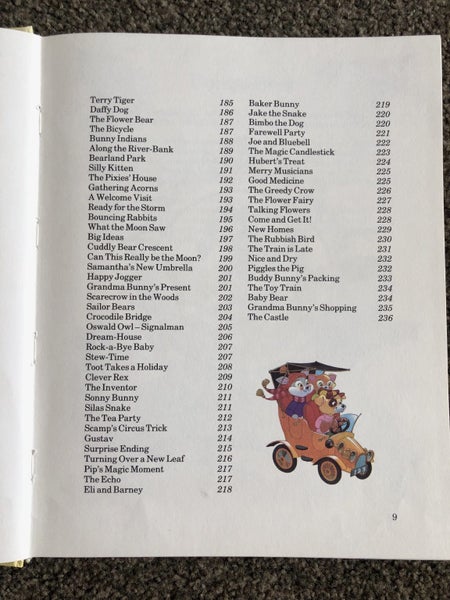 Terry Tiger 185
Daffy Dog 186
The Flower Bear 187
The Bicycle 187
Bunny Indians 188
Along the River-Bank 189
Bearland Park 190
Silly Kitten 191
The Pixies' House 192
Gathering Acorns 193
A Welcome Visit 193
Ready for the Storm 194
Bouncing Rabbits 195
What the Moon Saw 196
Big Ideas 197
Cuddly Bear Crescent 198
Can This Really be the Moon? 199
Samantha's New Umbrella 200
Happy Jogger 201
Grandma Bunny's Present 201
Scarecrow in the Woods 202
Sailor Bears 203
Crocodile Bridge 204
Oswald Owl – Signalman 205
Dream-House 206
Rock-a-Bye Baby 207
Stew-Time 207
Toot Takes a Holiday 208
Clever Rex 209
The Inventor 210
Sonny Bunny 211
Silas Snake 211
The Tea Party 212
Scamp's Circus Trick 213
Gustav 214
Surprise Ending 215
Turning Over a New Leaf 216
Pip's Magic Moment 217
The Echo 217
Eli and Barney 218
Baker Bunny 219
Jake the Snake 220
Bimbo the Dog 220
Farewell Party 221
Joe and Bluebell 222
The Magic Candlestick 223
Hubert's Treat 224
Merry Musicians 225
Good Medicine 225
The Greedy Crow 226
The Flower Fairy 227
Talking Flowers 228
Come and Get It! 228
New Homes 229
The Rubbish Bird 230
The Train is Late 231
Nice and Dry 232
Piggles the Pig 232
Buddy Bunny's Packing 233
The Toy Train 234
Baby Bear 234
Grandma Bunny's Shopping 235
The Castle 236
9